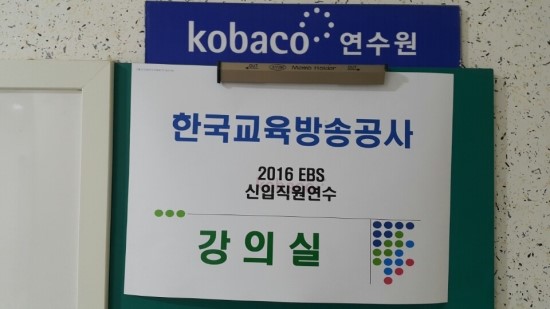 kobaco 연수원
한국교육방송공사
2016 EBS
신입직원연수
강의실